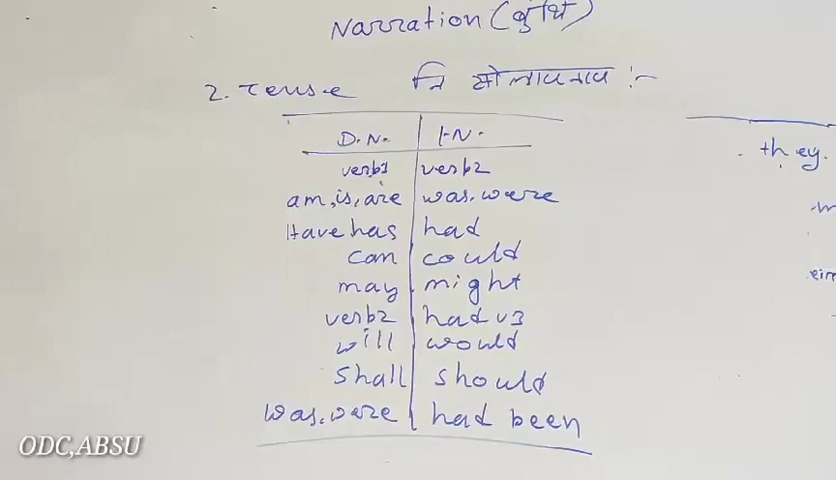 Narration (
2. Tense नि सोलायनाय :-
D.N. I.N.
verb1 verb2
am, is, are was. were
Have has had
can could
may might
verb2 had v3
will would
shall should
was. were had been
they.
ODC,ABSU